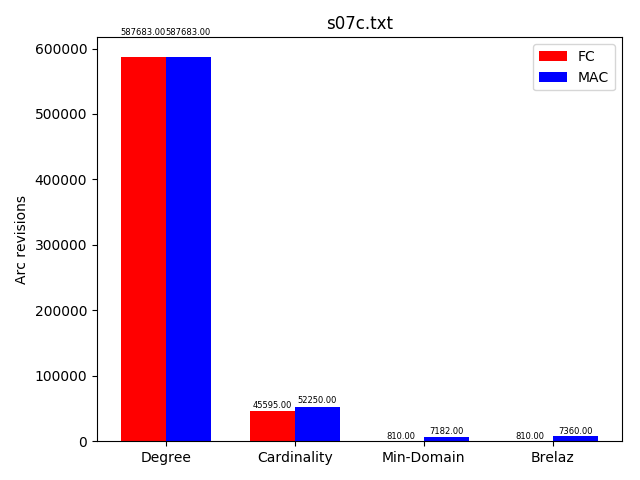 s07c.txt
587683.00 587683.00
600000
FC
MAC
500000
400000
Arc revisions
300000
200000
100000
45595.00 52250.00
810.00 7182.00
810.00 7360.00
0
Degree Cardinality Min-Domain Brelaz